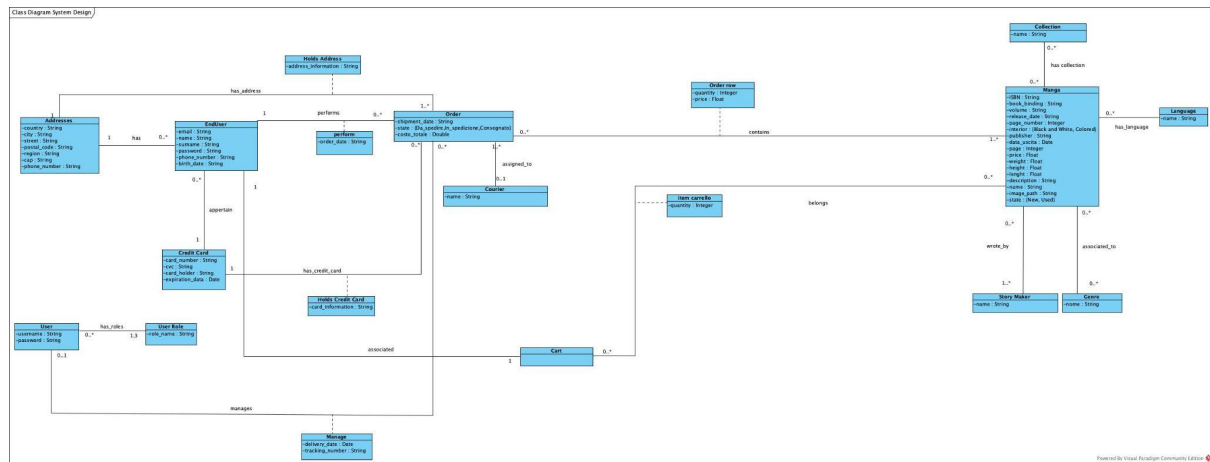 Class Diagram System Design
Collection
-name : String
0..*
has collection
0..*
Holds Address
-address_information : String
Order row
-quantity : Integer
-price : Float
Manga
-ISBN : String
-book_binding : String
-volume : String
-release_date : String
-page_number : Integer
-interior : (Black and White, Colored)
-publisher : String
-data_uscita : Date
-page : Integer
-price : Float
-weight : Float
-height : Float
-lenght : Float
-description : String
-name : String
-image_path : String
-state : (New, Used)
Language
-name : String
0..*
has_language
has_address
1
1..*
Addresses
-country : String
-city : String
-street : String
-postal_code : String
-region : String
-cap : String
-phone_number : String
1
has
0..*
EndUser
-email : String
-name : String
-surname : String
-password : String
-phone_number : String
-birth_date : String
1
performs
0..*
perform
-order_date : String
Order
-shipment_date : String
-state : (Da_spedire,In_spedizione,Consegnato)
-costo_totale : Double
0..*
contains
1..*
0..*
0..*
1..*
assigned_to
0..1
Courier
-name : String
0..*
appertain
1
1
item carrello
-quantity : Integer
belongs
0..*
Credit Card
-card_number : String
-cvc : String
-card_holder : String
-expiration_data : Date
1
has_credit_card
Holds Credit Card
-card_information : String
0..*
wrote_by
1..*
0..*
associated_to
0..*
Story Maker
-name : String
Genre
-nome : String
User
-username : String
-password : String
has_roles
0..*
1,3
User Role
-role_name : String
0..1
associated
1
Cart
0..*
manages
Manage
-delivery_date : Date
-tracking_number : String
Powered By Visual Paradigm Community Edition